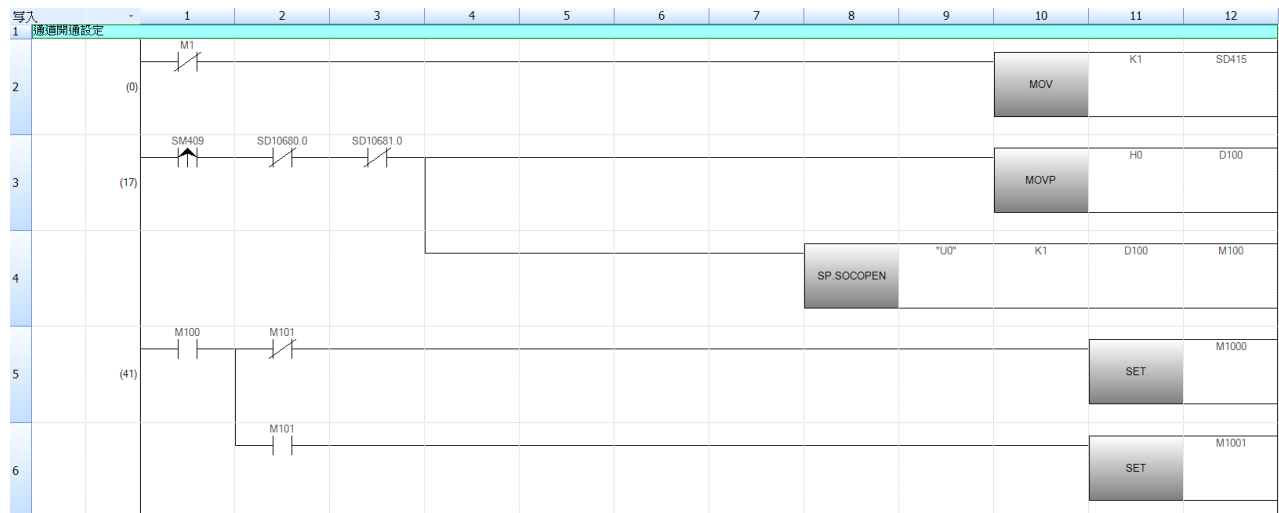 写入 1 2 3 4 5 6 7 8 9 10 11 12
1 通道開通設定
M1
2 (0) MOV K1 SD415
SM409 SD10680.0 SD10681.0
3 (17) MOVP H0 D100
4 SP.SOCOPEN "U0" K1 D100 M100
M100 M101
5 (41) SET M1000
M101
6 SET M1001